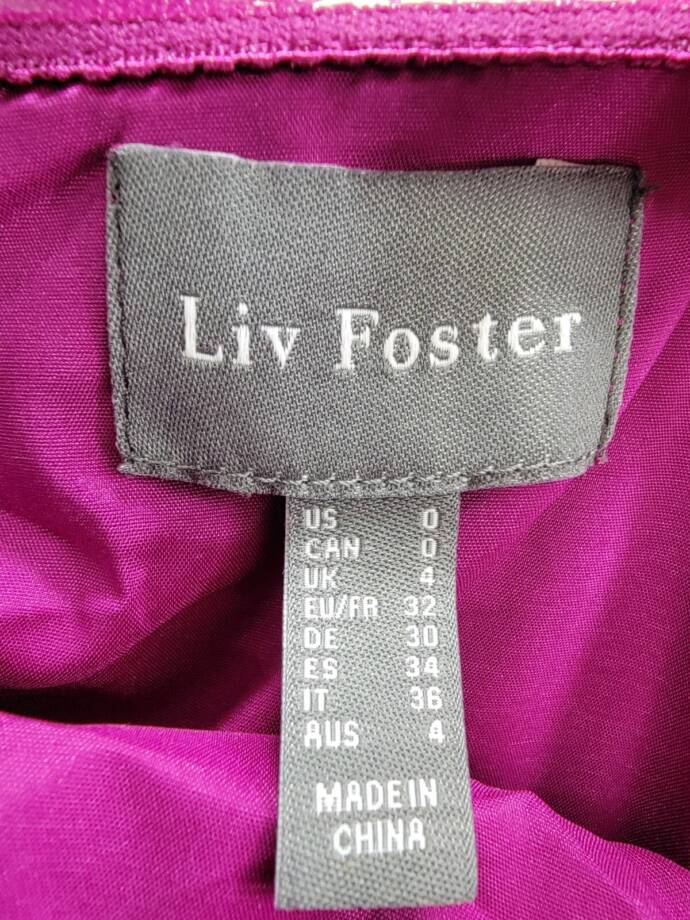 Liv Foster
US 0
CAN 0
UK 4
EU/FR 32
DE 30
ES 34
IT 36
AUS 4
MADE IN
CHINA